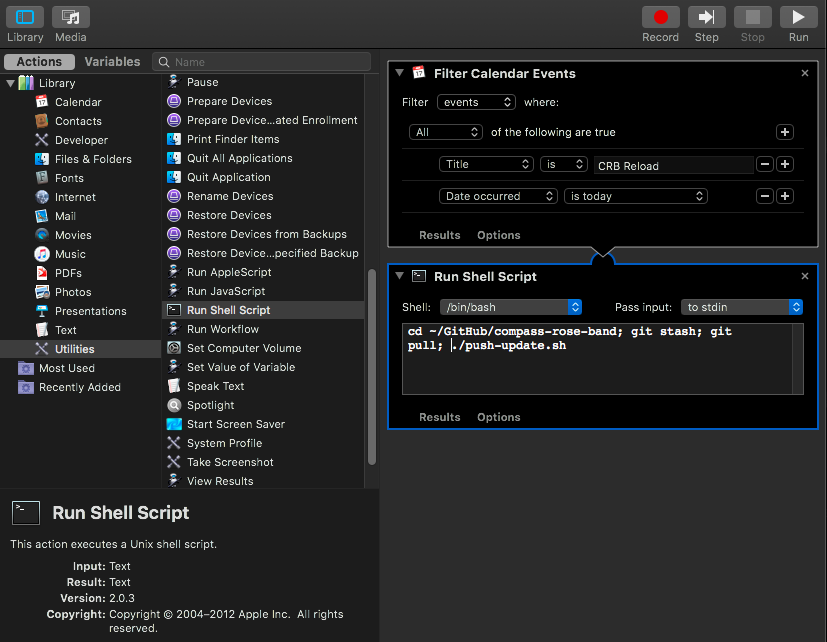 Library Media Record Step Stop Run
Actions Variables Name
Library
Calendar
Contacts
Developer
Files & Folders
Fonts
Internet
Mail
Movies
Music
PDFs
Photos
Presentations
Text
Utilities
Most Used
Recently Added
Pause
Prepare Devices
Prepare Device...ated Enrollment
Print Finder Items
Quit All Applications
Quit Application
Rename Devices
Restore Devices
Restore Devices from Backups
Restore Device...pecified Backup
Run AppleScript
Run JavaScript
Run Shell Script
Run Workflow
Set Computer Volume
Set Value of Variable
Speak Text
Spotlight
Start Screen Saver
System Profile
Take Screenshot
View Results
Run Shell Script
This action executes a Unix shell script.
Input: Text
Result: Text
Version: 2.0.3
Copyright: Copyright © 2004–2012 Apple Inc. All rights
reserved.
Filter Calendar Events
Filter events where:
All of the following are true
Title is CRB Reload
Date occurred is today
Results Options
Run Shell Script
Shell: /bin/bash Pass input: to stdin
cd ~/GitHub/compass-rose-band; git stash; git
pull; ./push-update.sh
Results Options